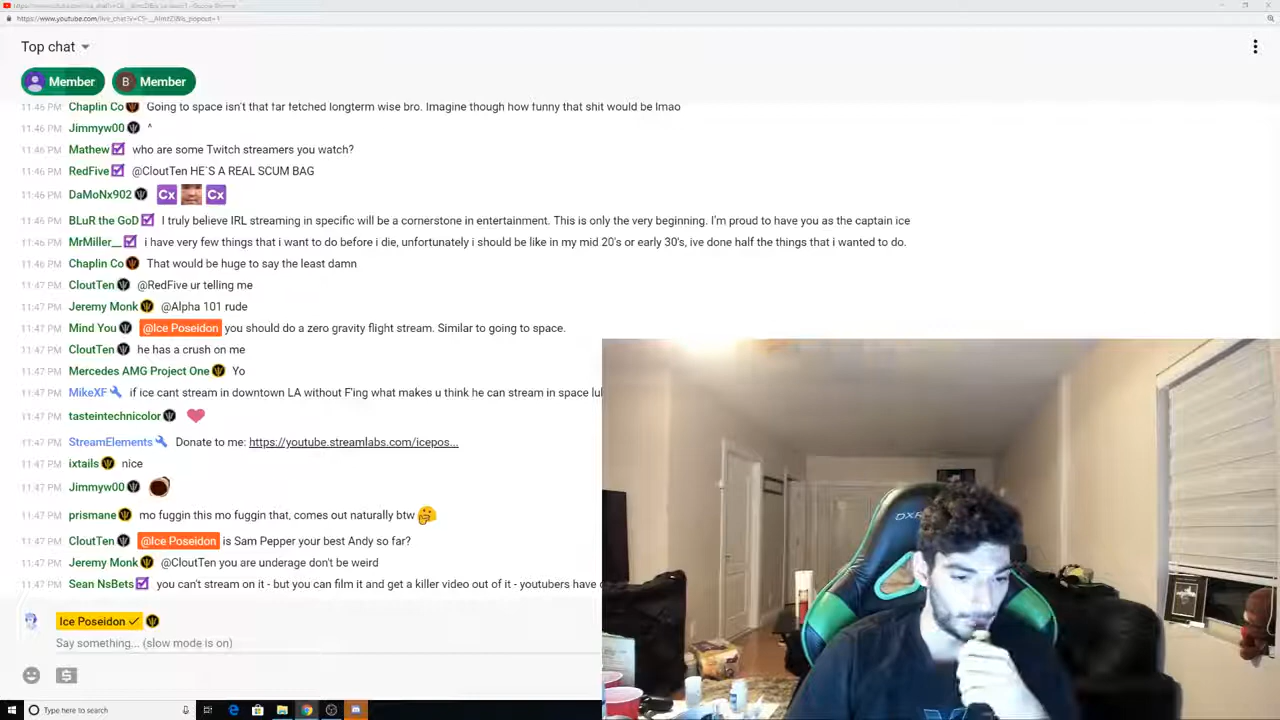 Top chat
Member
B Member
11:46 PM Chaplin Co Going to space isn't that far fetched longterm wise bro. Imagine though how funny that shit would be lmao
11:46 PM Jimmyw00 ^
11:46 PM Mathew who are some Twitch streamers you watch?
11:46 PM RedFive @CloutTen HE`S A REAL SCUM BAG
11:46 PM DaMoNx902 Cx Cx
11:46 PM BLuR the GoD I truly believe IRL streaming in specific will be a cornerstone in entertainment. This is only the very beginning. I'm proud to have you as the captain ice
11:46 PM MrMiller__ i have very few things that i want to do before i die, unfortunately i should be like in my mid 20's or early 30's, ive done half the things that i wanted to do.
11:46 PM Chaplin Co That would be huge to say the least damn
11:47 PM CloutTen @RedFive ur telling me
11:47 PM Jeremy Monk @Alpha 101 rude
11:47 PM Mind You @Ice Poseidon you should do a zero gravity flight stream. Similar to going to space.
11:47 PM CloutTen he has a crush on me
11:47 PM Mercedes AMG Project One Yo
11:47 PM MikeXF if ice cant stream in downtown LA without F'ing what makes u think he can stream in space lul
11:47 PM tasteintechnicolor
11:47 PM StreamElements Donate to me: https://youtube.streamlabs.com/icepos...
11:47 PM ixtails nice
11:47 PM Jimmyw00
11:47 PM prismane mo fuggin this mo fuggin that, comes out naturally btw
11:47 PM CloutTen @Ice Poseidon is Sam Pepper your best Andy so far?
11:47 PM Jeremy Monk @CloutTen you are underage don't be weird
11:47 PM Sean NsBets you can't stream on it - but you can film it and get a killer video out of it - youtubers have
Ice Poseidon
Say something... (slow mode is on)
Type here to search
DXR